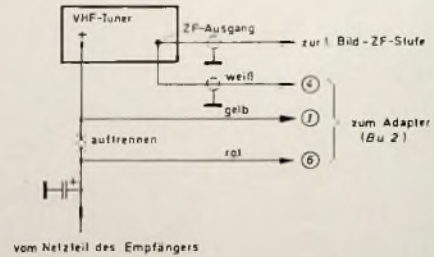 VHF-Tuner
+
ZF-Ausgang
zur 1. Bild-ZF-Stufe
weiß
4
gelb
1
zum Adapter
(Bu 2)
auftrennen
rot
6
+
vom Netzteil des Empfängers